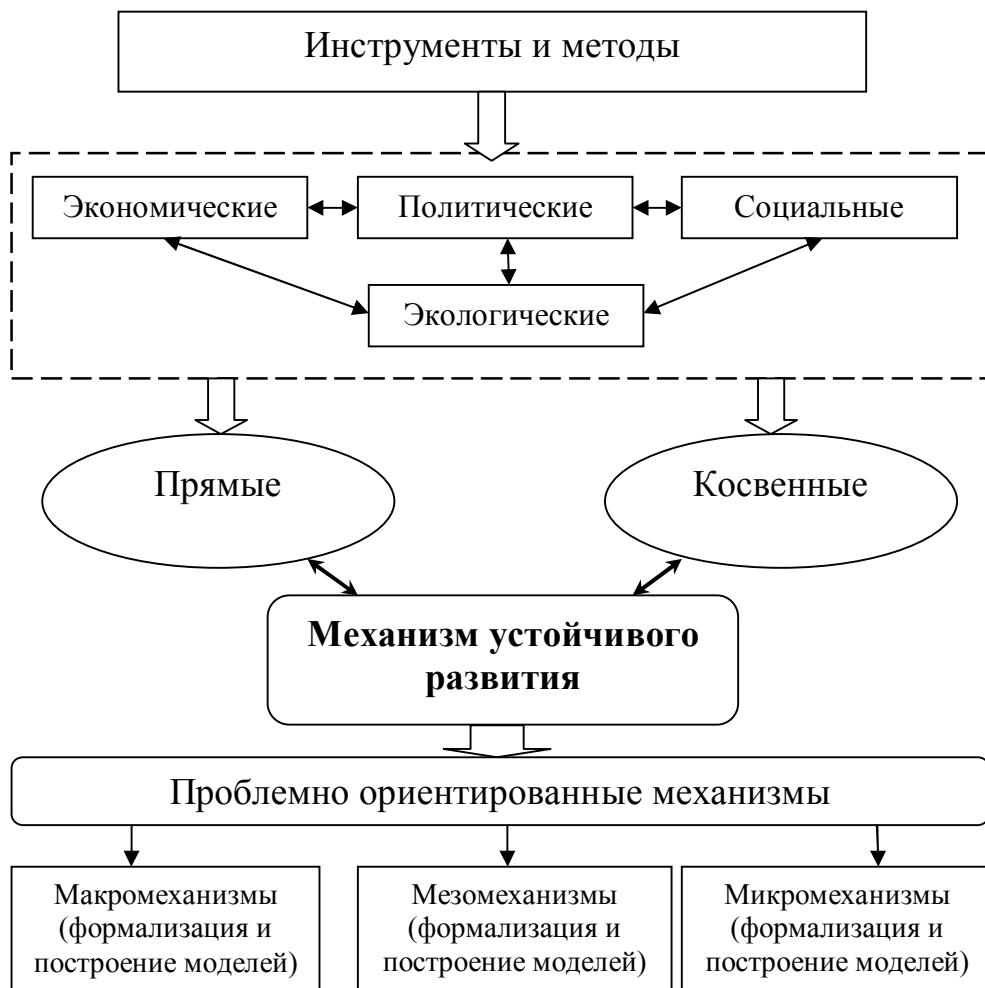 Инструменты и методы
Экономические
Политические
Социальные
Экологические
Прямые
Косвенные
Механизм устойчивого
развития
Проблемно ориентированные механизмы
Макромеханизмы
(формализация и
построение моделей)
Мезомеханизмы
(формализация и
построение моделей)
Микромеханизмы
(формализация и
построение моделей)